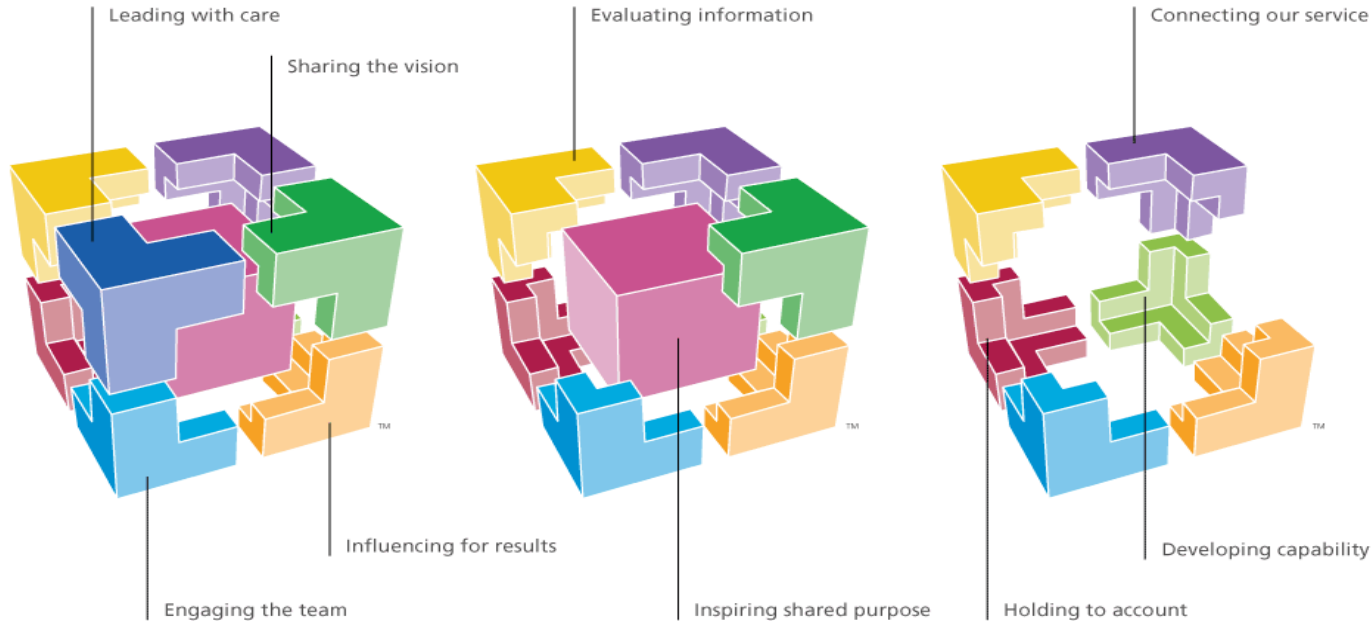 Leading with care
Evaluating information
Connecting our service
Sharing the vision
TM
TM
TM
Influencing for results
Developing capability
Engaging the team
Inspiring shared purpose
Holding to account